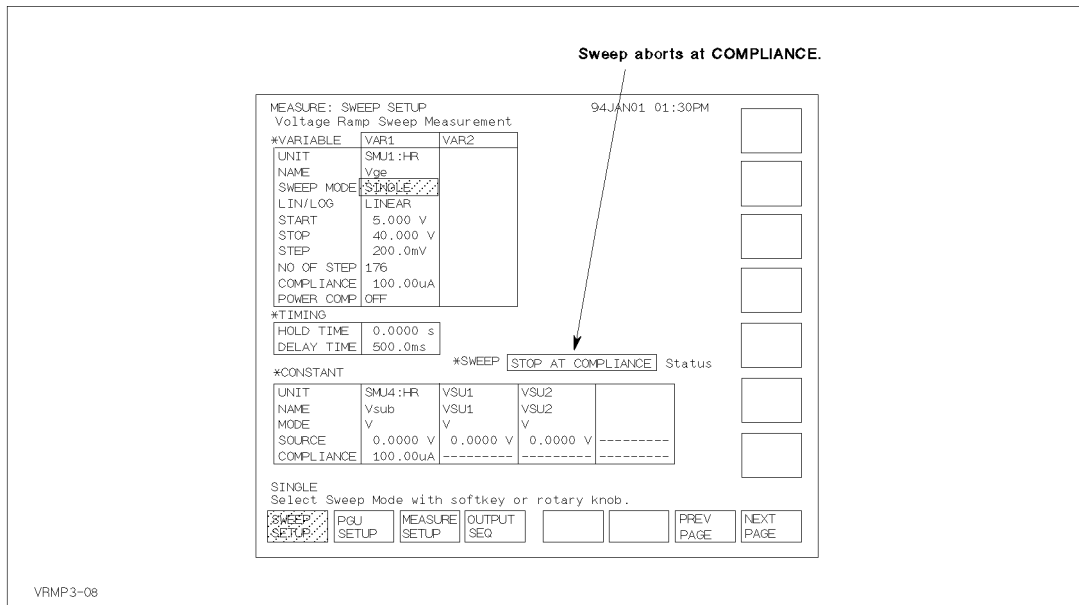 Sweep aborts at COMPLIANCE.
MEASURE: SWEEP SETUP 94JAN01 01:30PM
Voltage Ramp Sweep Measurement
*VARIABLE VAR1 VAR2
UNIT SMU1:HR
NAME Vge
SWEEP MODE SINGLE
LIN/LOG LINEAR
START 5.000 V
STOP 40.000 V
STEP 200.0mV
NO OF STEP 176
COMPLIANCE 100.00uA
POWER COMP OFF
*TIMING
HOLD TIME 0.0000 s
DELAY TIME 500.0ms
*SWEEP STOP AT COMPLIANCE Status
*CONSTANT
UNIT SMU4:HR VSU1 VSU2
NAME Vsub VSU1 VSU2
MODE V V V
SOURCE 0.0000 V 0.0000 V 0.0000 V ---------
COMPLIANCE 100.00uA --------- --------- ---------
SINGLE
Select Sweep Mode with softkey or rotary knob.
SWEEP SETUP PGU SETUP MEASURE SETUP OUTPUT SEQ PREV PAGE NEXT PAGE
VRMP3-08